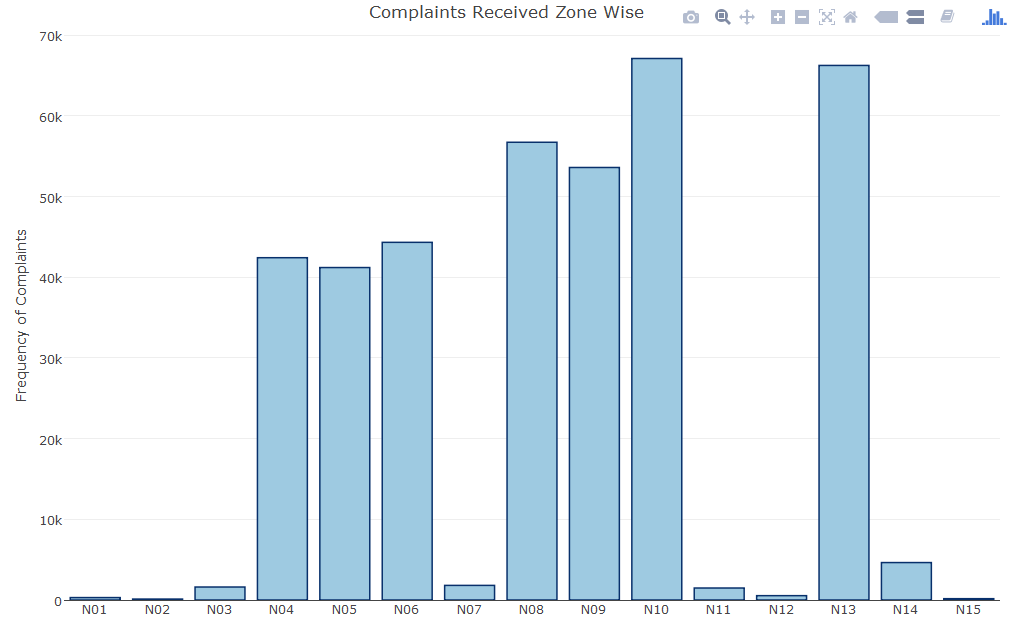 Complaints Received Zone Wise
70k
60k
50k
40k
30k
20k
10k
0
Frequency of Complaints
N01 N02 N03 N04 N05 N06 N07 N08 N09 N10 N11 N12 N13 N14 N15